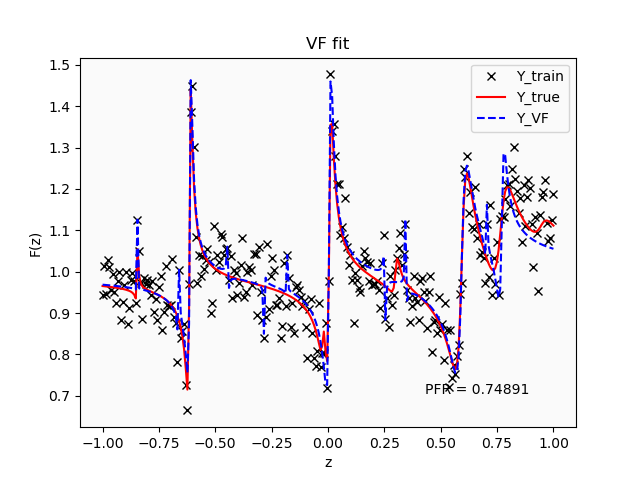 VF fit
1.5
1.4
1.3
1.2
1.1
1.0
0.9
0.8
0.7
F(z)
Y_train
Y_true
Y_VF
PFR = 0.74891
−1.00 −0.75 −0.50 −0.25 0.00 0.25 0.50 0.75 1.00
z